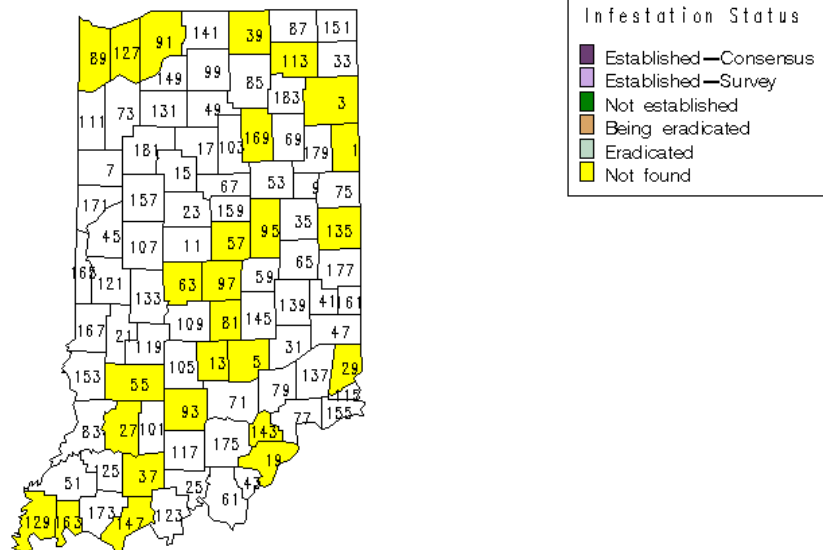 Infestation Status
Established—Consensus
Established—Survey
Not established
Being eradicated
Eradicated
Not found
141 39 87 151
89 127 91 113 33
149 99 85
183 3
111 73 131 49
169 69
181 17 103 179 1
7 15
67 53 9 75
171 157
23 159 35
45 95 135
107 11 57
65
165 121 63 97 59 177
133 139 41 161
109 81 145
167 21 47
119 31
105 13 5 137 29
153 55 79 115
71
93 77 155
83 27 101 143
117 175
19
125 37
51 25 43
61
129 163 173 147 123